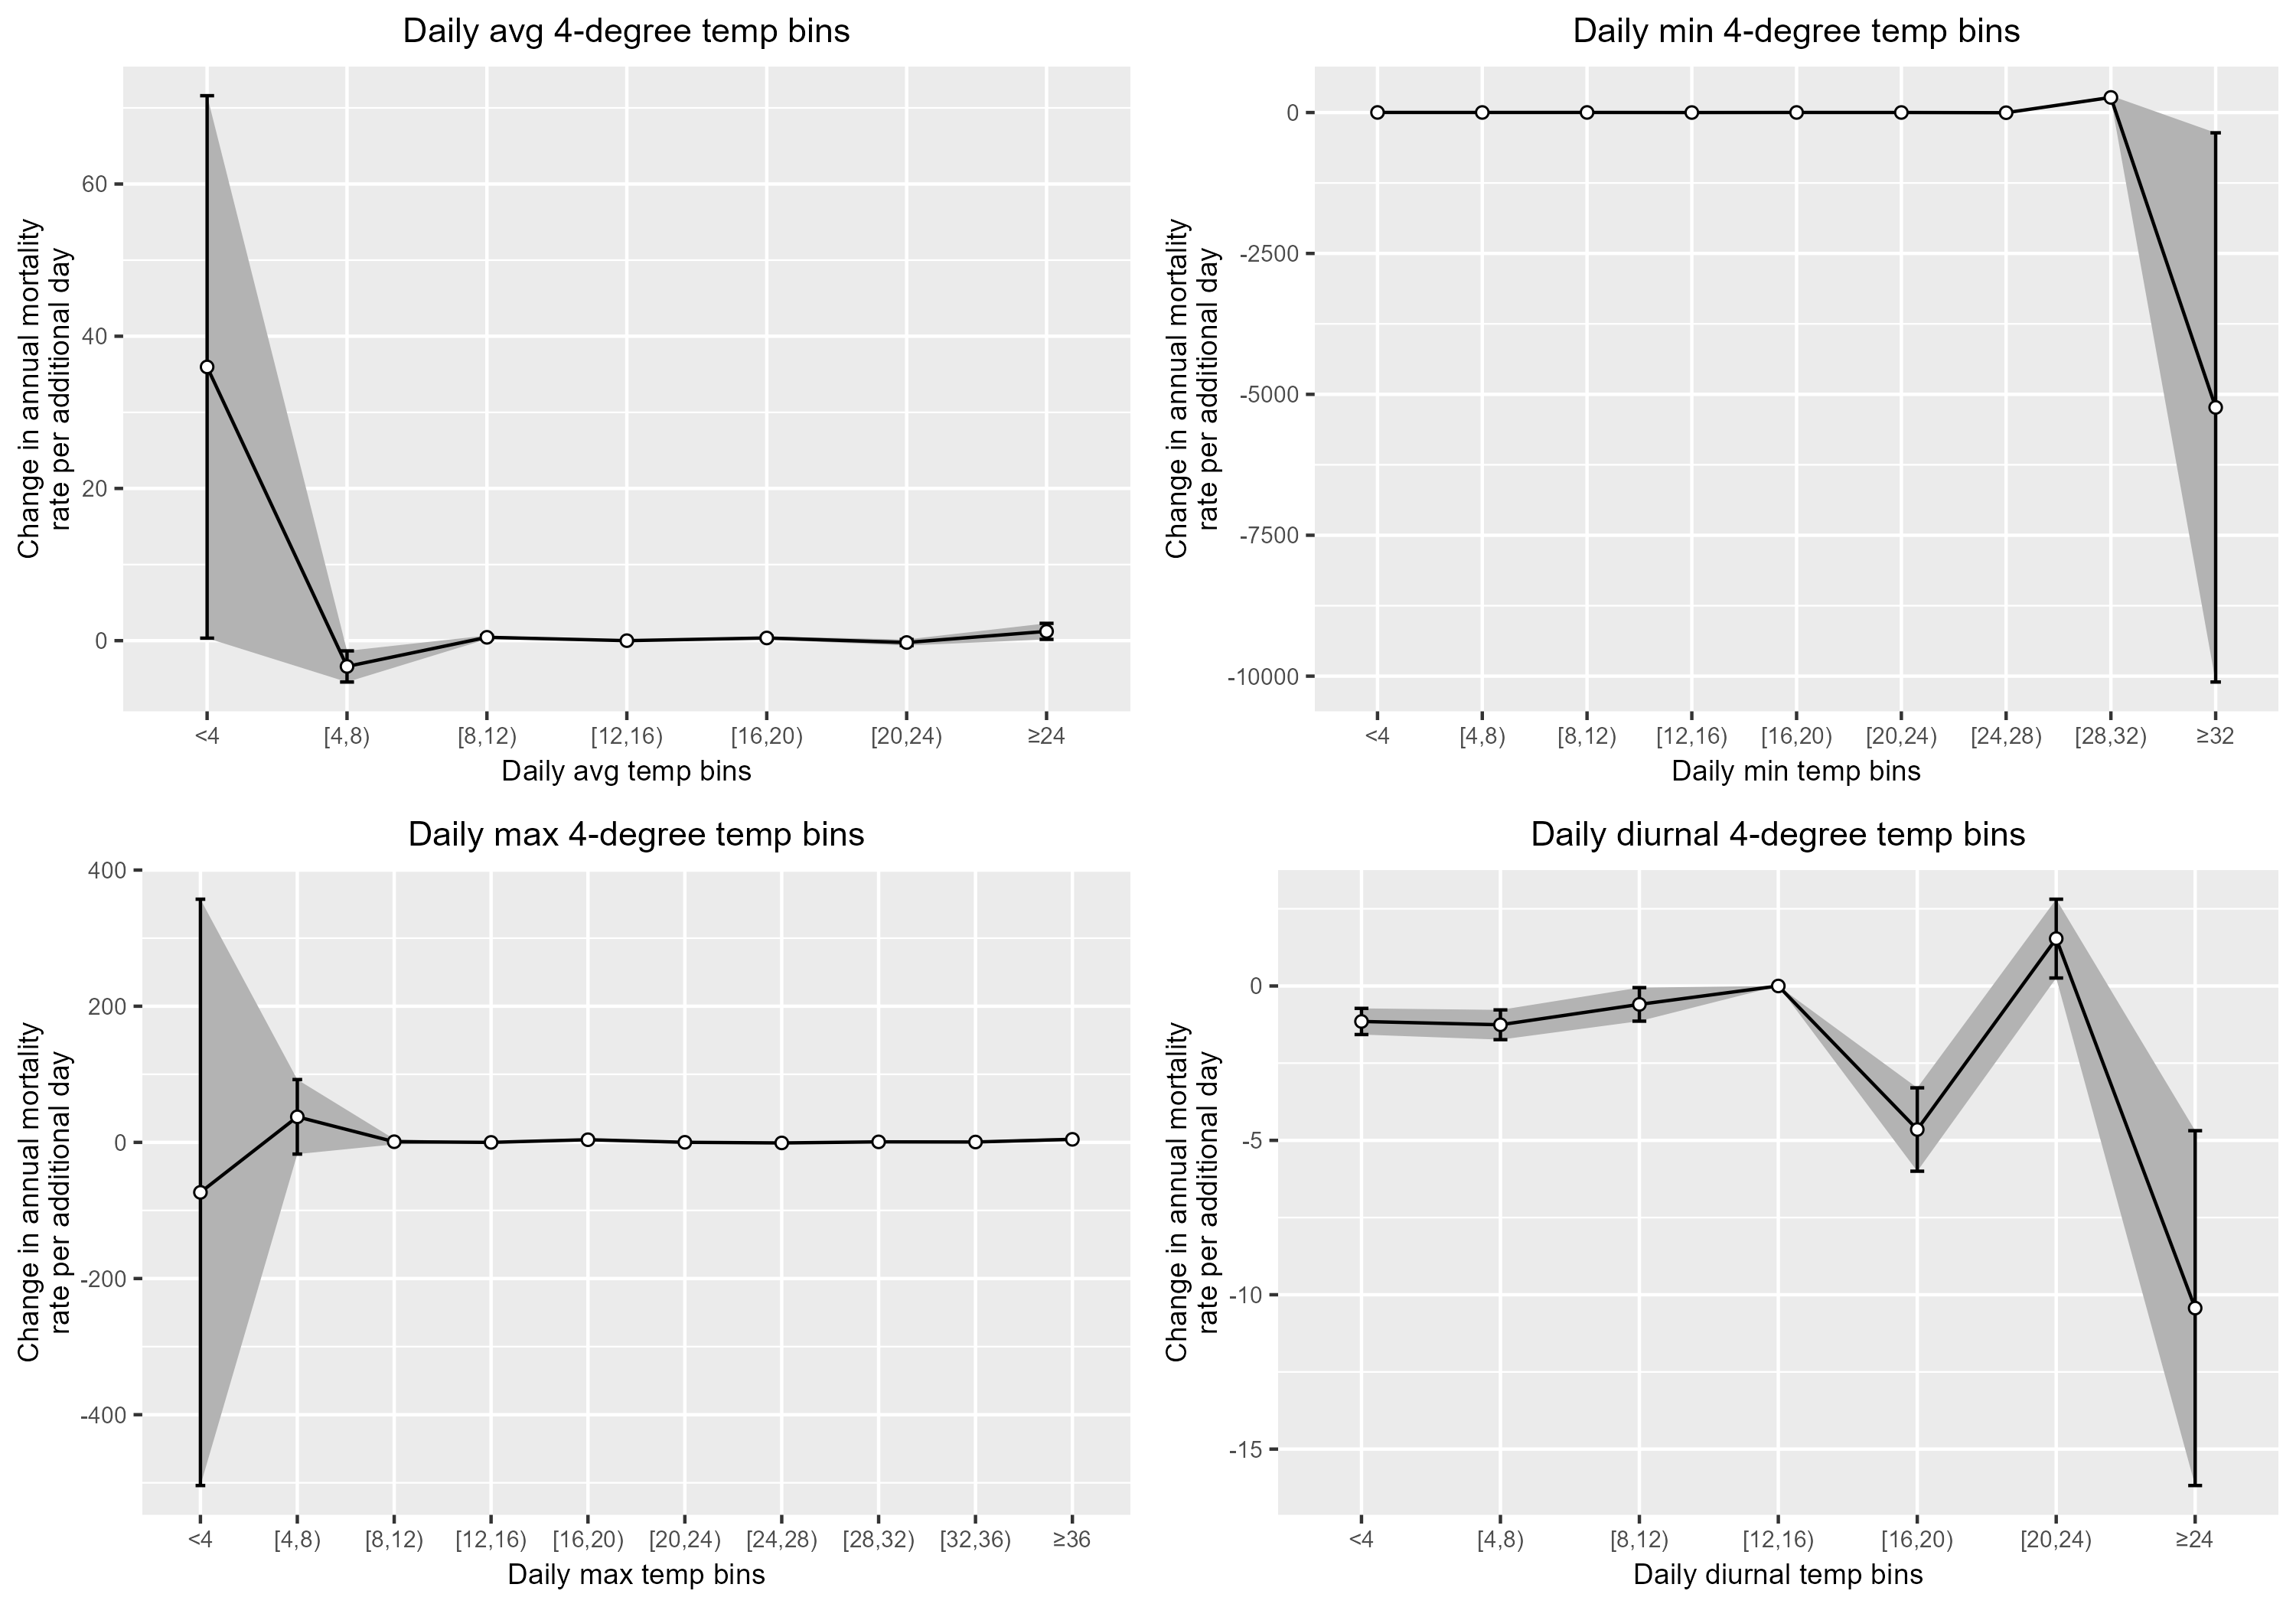 Daily avg 4-degree temp bins
Change in annual mortality
rate per additional day
60
40
20
0
<4 [4,8) [8,12) [12,16) [16,20) [20,24) ≥24
Daily avg temp bins
Daily min 4-degree temp bins
Change in annual mortality
rate per additional day
0
-2500
-5000
-7500
-10000
<4 [4,8) [8,12) [12,16) [16,20) [20,24) [24,28) [28,32) ≥32
Daily min temp bins
Daily max 4-degree temp bins
Change in annual mortality
rate per additional day
400
200
0
-200
-400
<4 [4,8) [8,12) [12,16) [16,20) [20,24) [24,28) [28,32) [32,36) ≥36
Daily max temp bins
Daily diurnal 4-degree temp bins
Change in annual mortality
rate per additional day
0
-5
-10
-15
<4 [4,8) [8,12) [12,16) [16,20) [20,24) ≥24
Daily diurnal temp bins